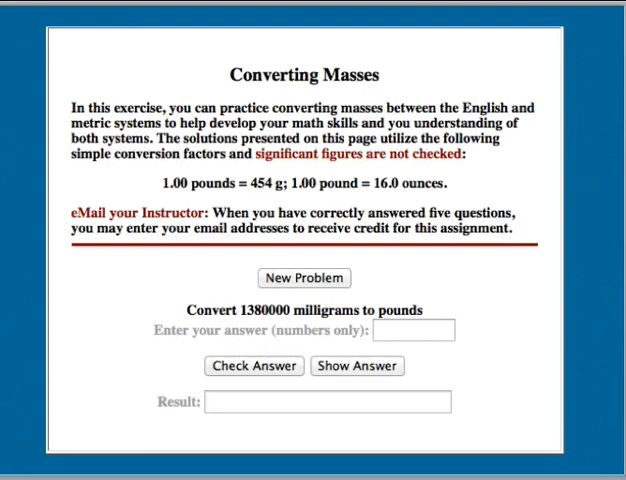 Converting Masses
In this exercise, you can practice converting masses between the English and
metric systems to help develop your math skills and you understanding of
both systems. The solutions presented on this page utilize the following
simple conversion factors and significant figures are not checked:
1.00 pounds = 454 g; 1.00 pound = 16.0 ounces.
eMail your Instructor: When you have correctly answered five questions,
you may enter your email addresses to receive credit for this assignment.
New Problem
Convert 1380000 milligrams to pounds
Enter your answer (numbers only):
Check Answer Show Answer
Result: